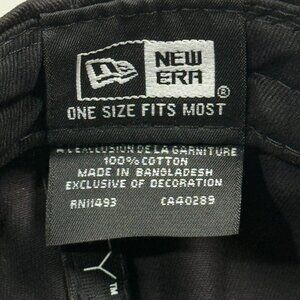 NEW
ERA
®
ONE SIZE FITS MOST
A L'EXCLUSION DE LA GARNITURE
100% COTTON
MADE IN BANGLADESH
EXCLUSIVE OF DECORATION
RN11493 CA40289
TM